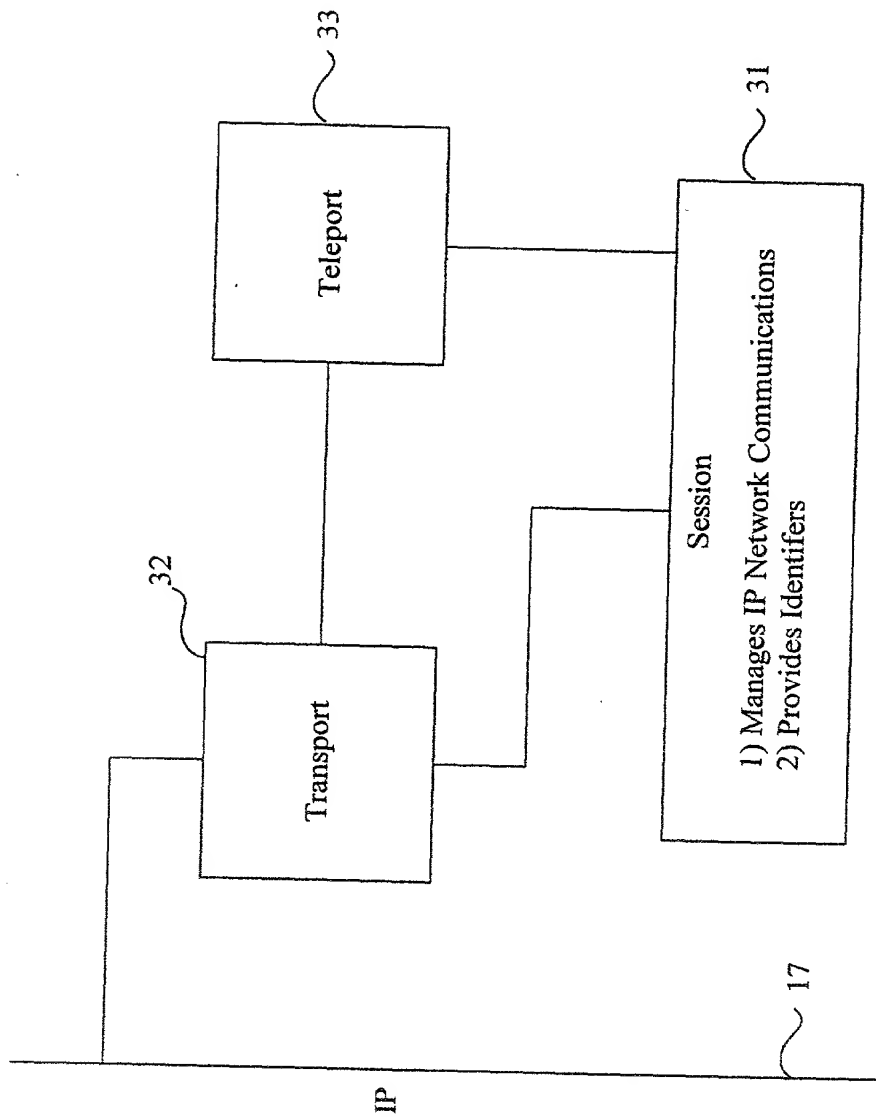 33
Teleport
32
Transport
31
Session
1) Manages IP Network Communications
2) Provides Identifers
17
IP